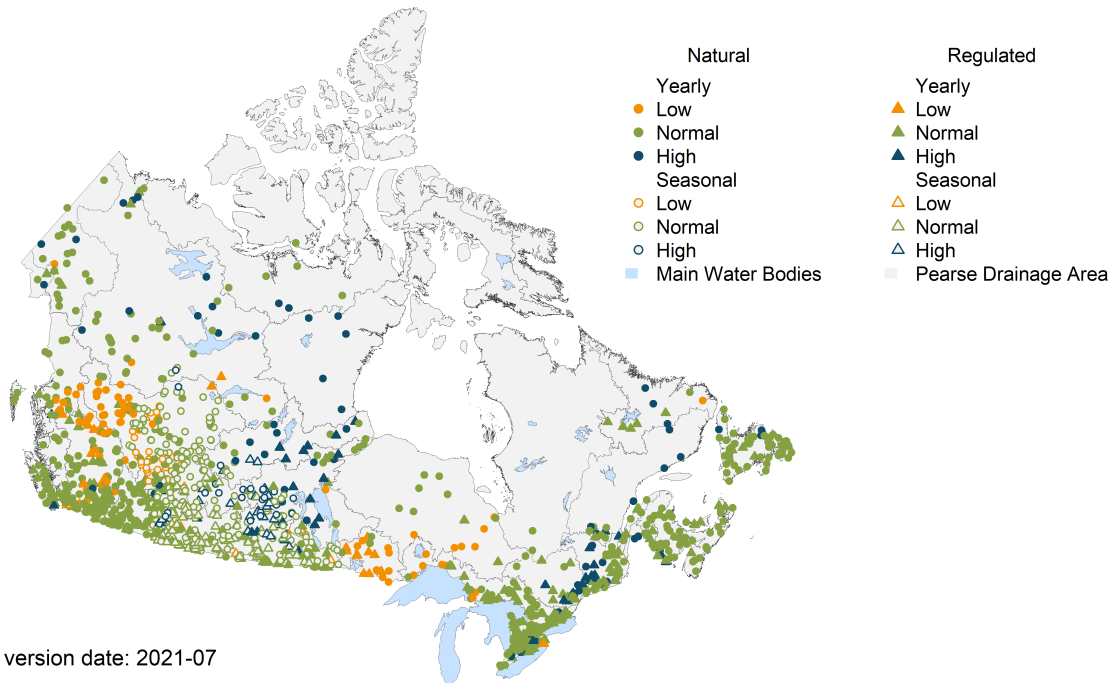 Natural
Yearly
Low
Normal
High
Seasonal
Low
Normal
High
Main Water Bodies
Regulated
Yearly
Low
Normal
High
Seasonal
Low
Normal
High
Pearse Drainage Area
version date: 2021-07